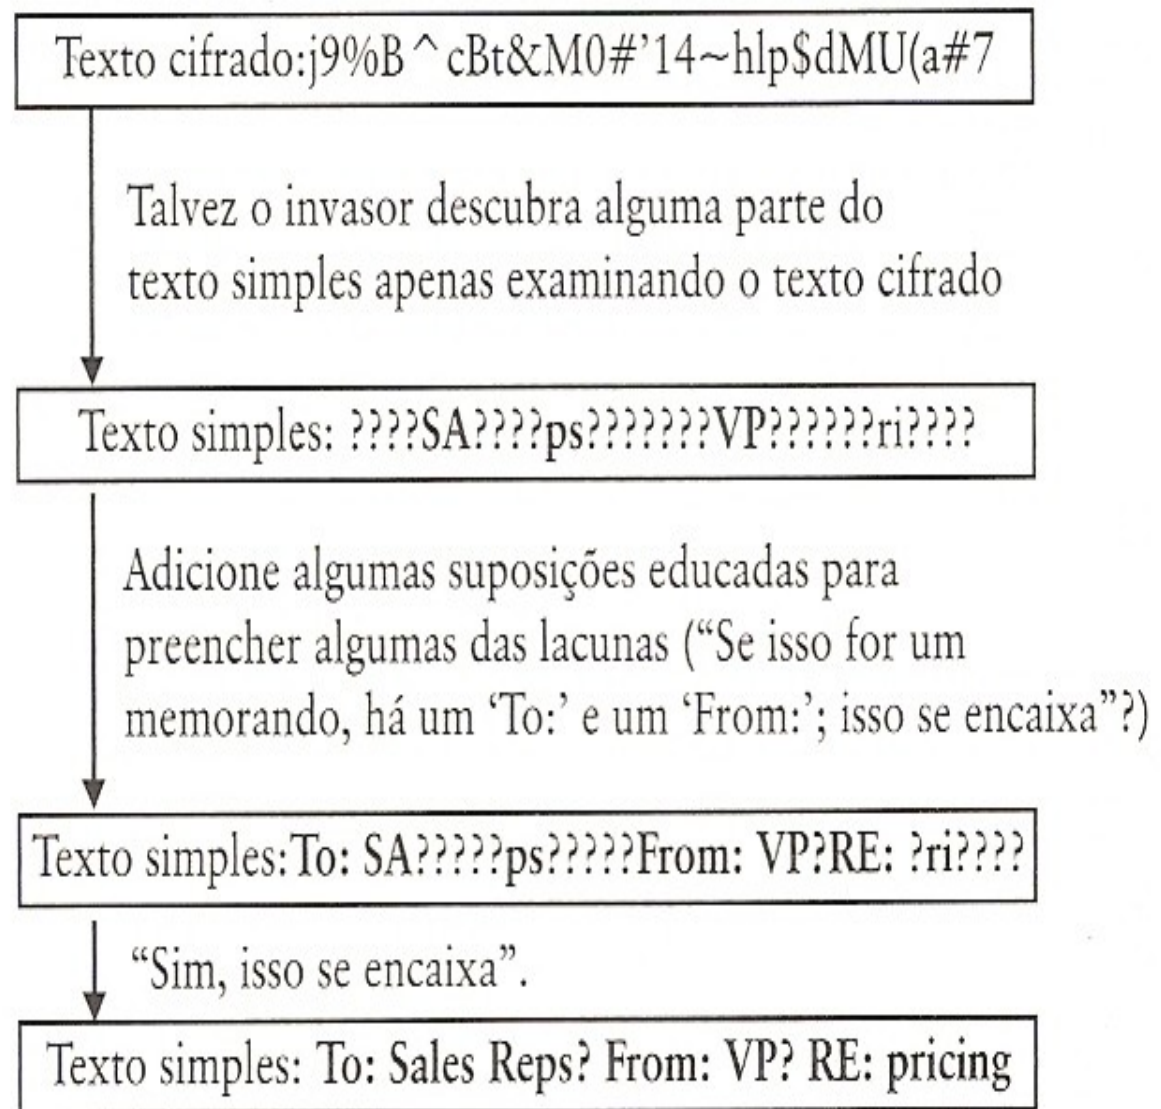 Texto cifrado:j9%B^cBt&M0#'14~hlp$dMU(a#7
Talvez o invasor descubra alguma parte do
texto simples apenas examinando o texto cifrado
Texto simples: ????SA????ps???????VP??????ri????
Adicione algumas suposições educadas para
preencher algumas das lacunas (“Se isso for um
memorando, há um ‘To:’ e um ‘From:’; isso se encaixa”?)
Texto simples:To: SA?????ps?????From: VP?RE: ?ri????
“Sim, isso se encaixa”.
Texto simples: To: Sales Reps? From: VP? RE: pricing